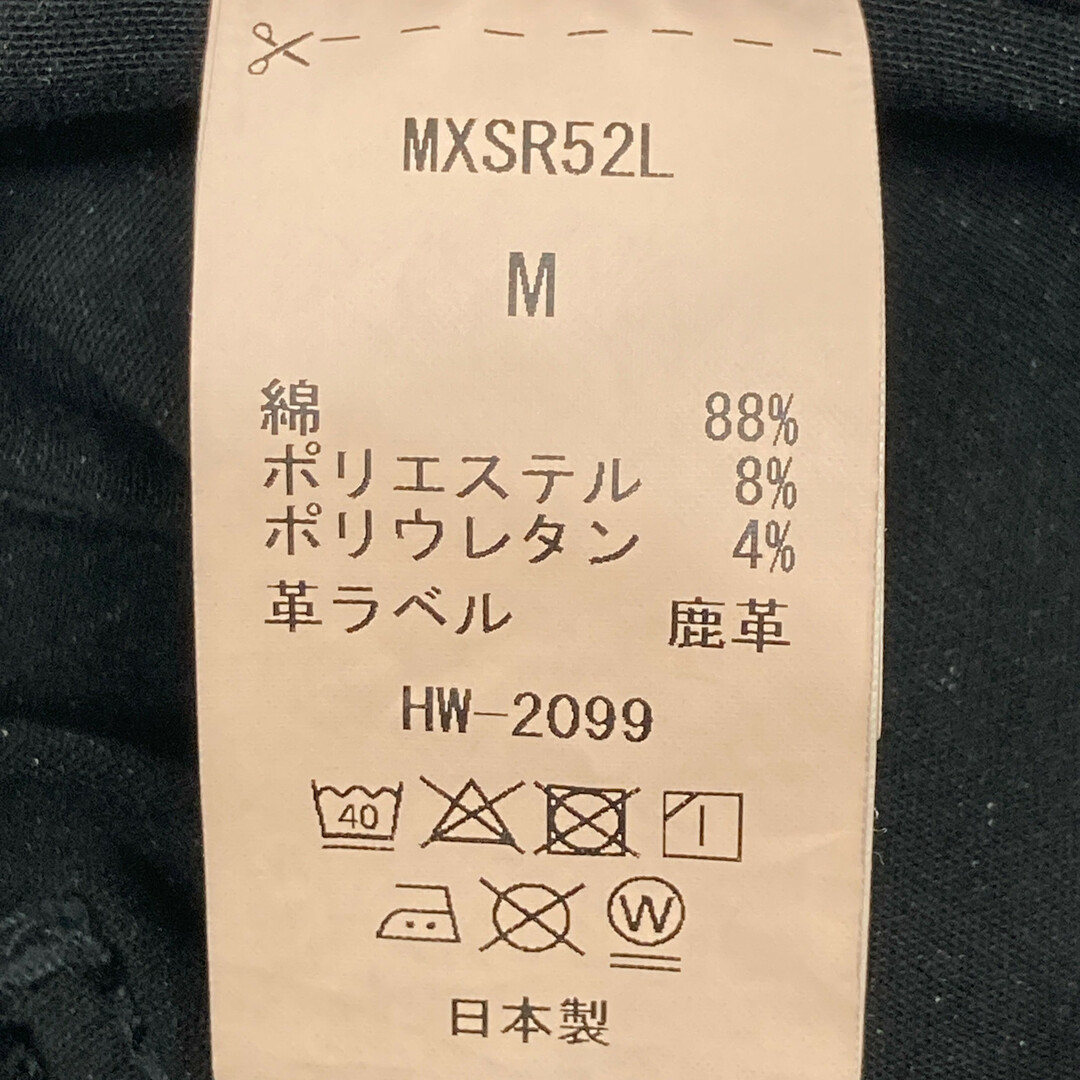 MXSR52L
M
綿 88%
ポリエステル 8%
ポリウレタン 4%
革ラベル 鹿革
HW-2099
40
W
日本製